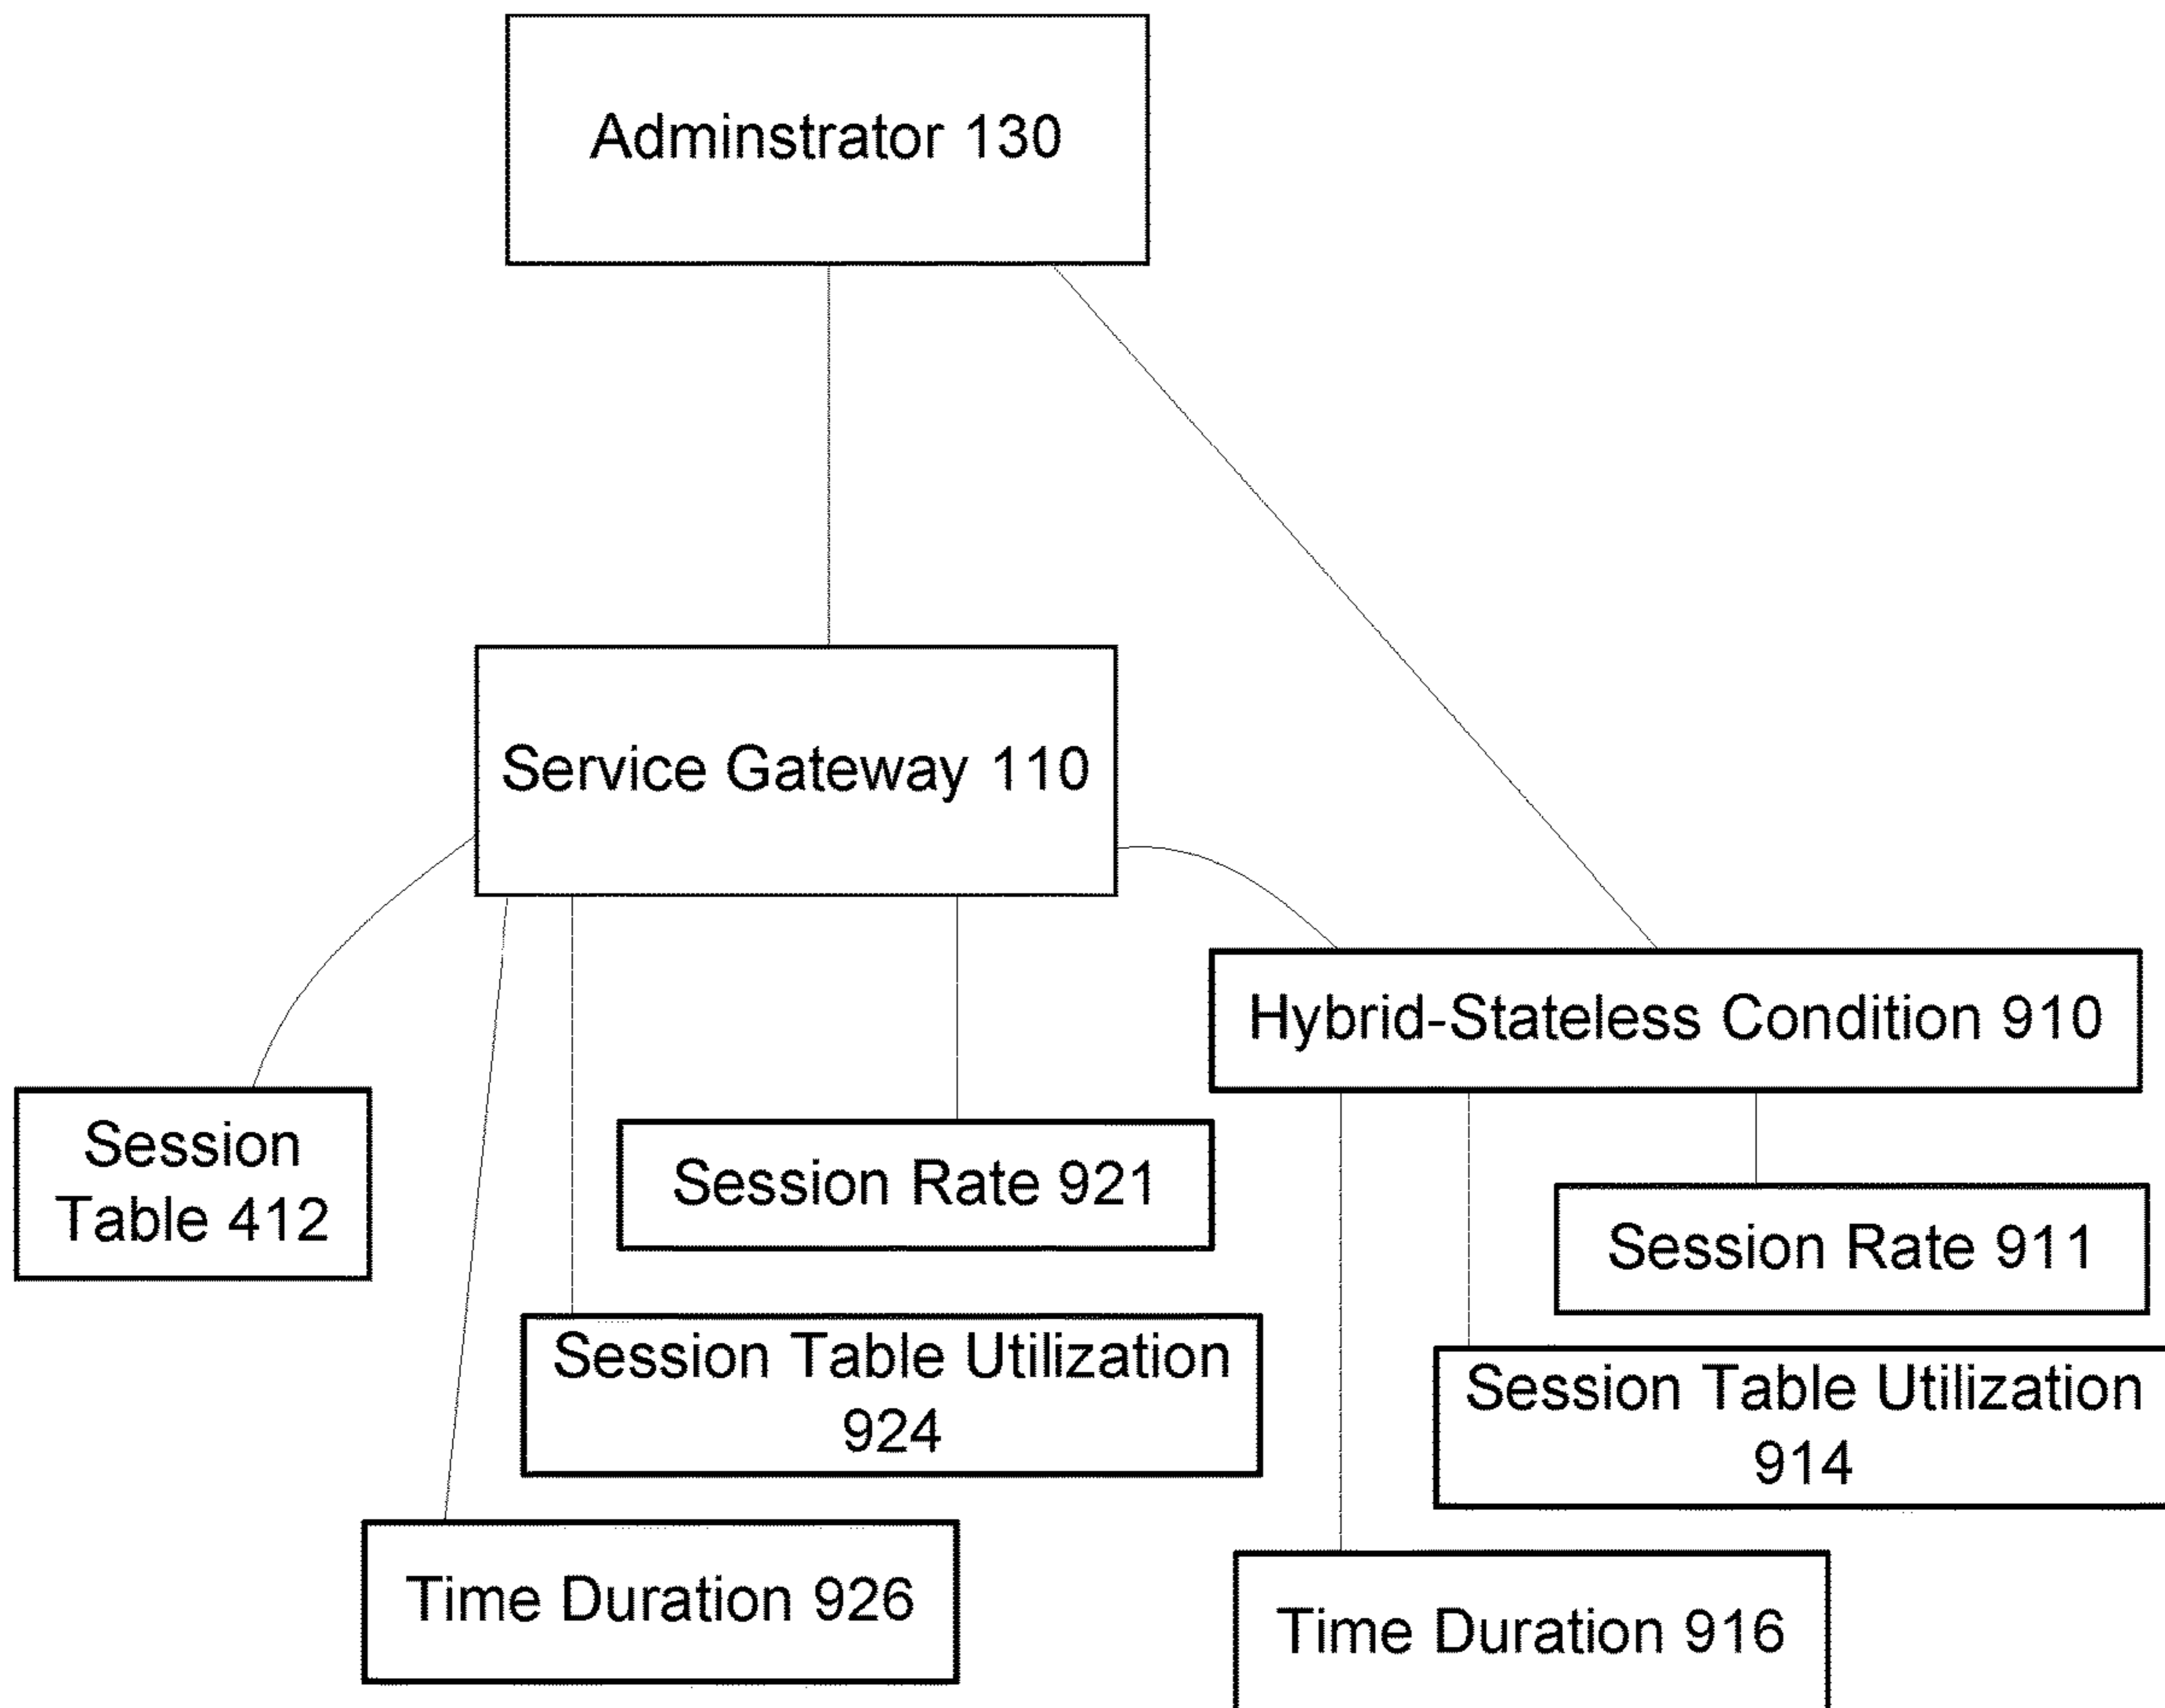 Adminstrator 130
Service Gateway 110
Hybrid-Stateless Condition 910
Session
Table 412
Session Rate 921
Session Rate 911
Session Table Utilization
924
Session Table Utilization
914
Time Duration 926
Time Duration 916